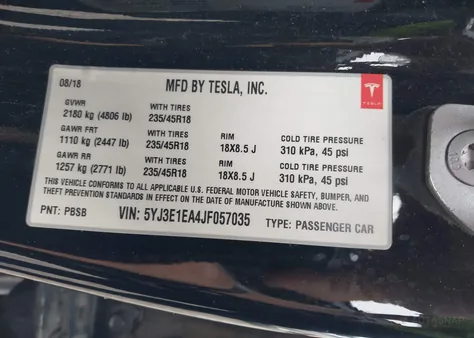 08/18 MFD BY TESLA, INC.
TESLA
GVWR WITH TIRES
2180 kg (4806 lb) 235/45R18
GAWR FRT WITH TIRES RIM COLD TIRE PRESSURE
1110 kg (2447 lb) 235/45R18 18X8.5 J 310 kPa, 45 psi
GAWR RR WITH TIRES RIM COLD TIRE PRESSURE
1257 kg (2771 lb) 235/45R18 18X8.5 J 310 kPa, 45 psi
THIS VEHICLE CONFORMS TO ALL APPLICABLE U.S. FEDERAL MOTOR VEHICLE SAFETY, BUMPER, AND
THEFT PREVENTION STANDARDS IN EFFECT ON THE DATE OF MANUFACTURE SHOWN ABOVE.
PNT: PBSB VIN: 5YJ3E1EA4JF057035 TYPE: PASSENGER CAR